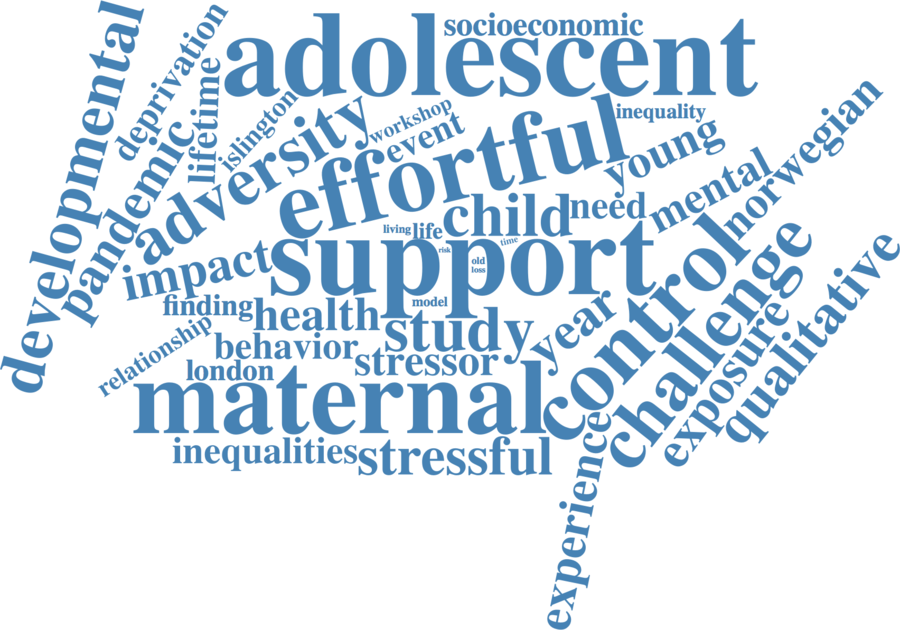 socioeconomic
adolescent
developmental
deprivation
lifetime
islington
pandemic
adversity
workshop
event
inequality
effortful
young
norwegian
mental
child
need
living
life
time
risk
support
old
loss
impact
control
challenge
qualitative
finding
health
model
study
year
exposure
relationship
behavior
stressor
london
maternal
inequalities
stressful
experience